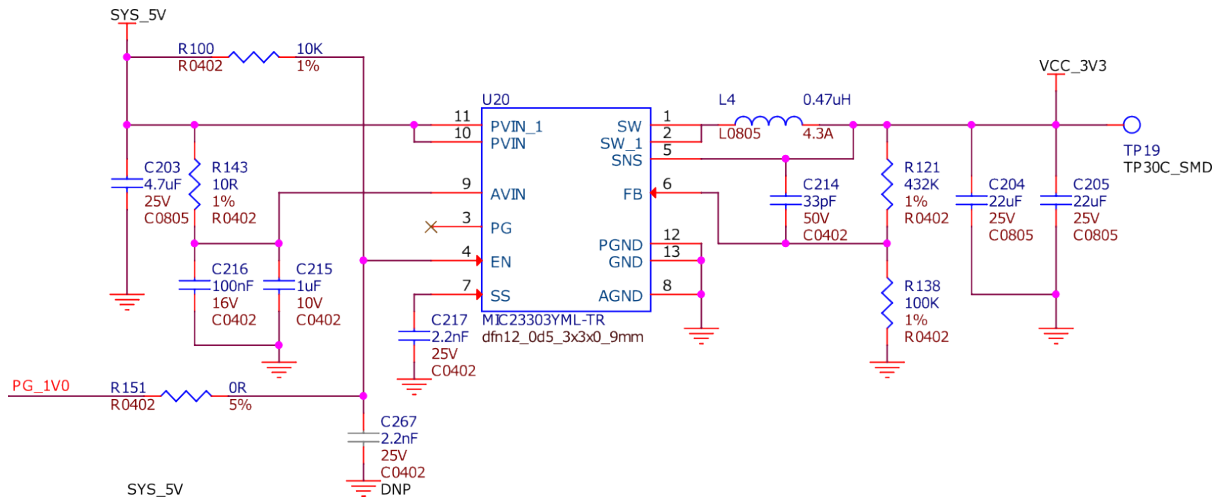 SYS_5V
R100
10K
R0402
1%
VCC_3V3
U20
L4
0.47uH
L0805
4.3A
11
PVIN_1
10
PVIN
SW
1
SW_1
2
SNS
5
TP19
TP30C_SMD
C203
4.7uF
25V
C0805
R143
10R
1%
R0402
9
AVIN
FB
6
C214
33pF
50V
C0402
R121
432K
1%
R0402
C204
22uF
25V
C0805
C205
22uF
25V
C0805
3
PG
4
EN
7
SS
PGND
12
GND
13
AGND
8
C216
100nF
16V
C0402
C215
1uF
10V
C0402
R138
100K
1%
R0402
MIC23303YML-TR
dfn12_0d5_3x3x0_9mm
C217
2.2nF
25V
C0402
PG_1V0
R151
0R
R0402
5%
C267
2.2nF
25V
C0402
DNP
SYS_5V